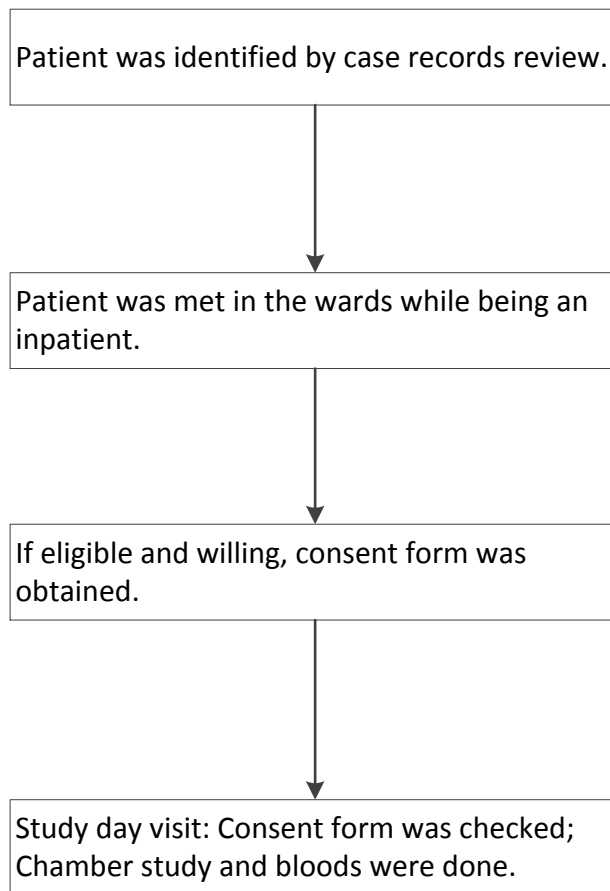 Patient was identified by case records review.
Patient was met in the wards while being an
inpatient.
If eligible and willing, consent form was
obtained.
Study day visit: Consent form was checked;
Chamber study and bloods were done.